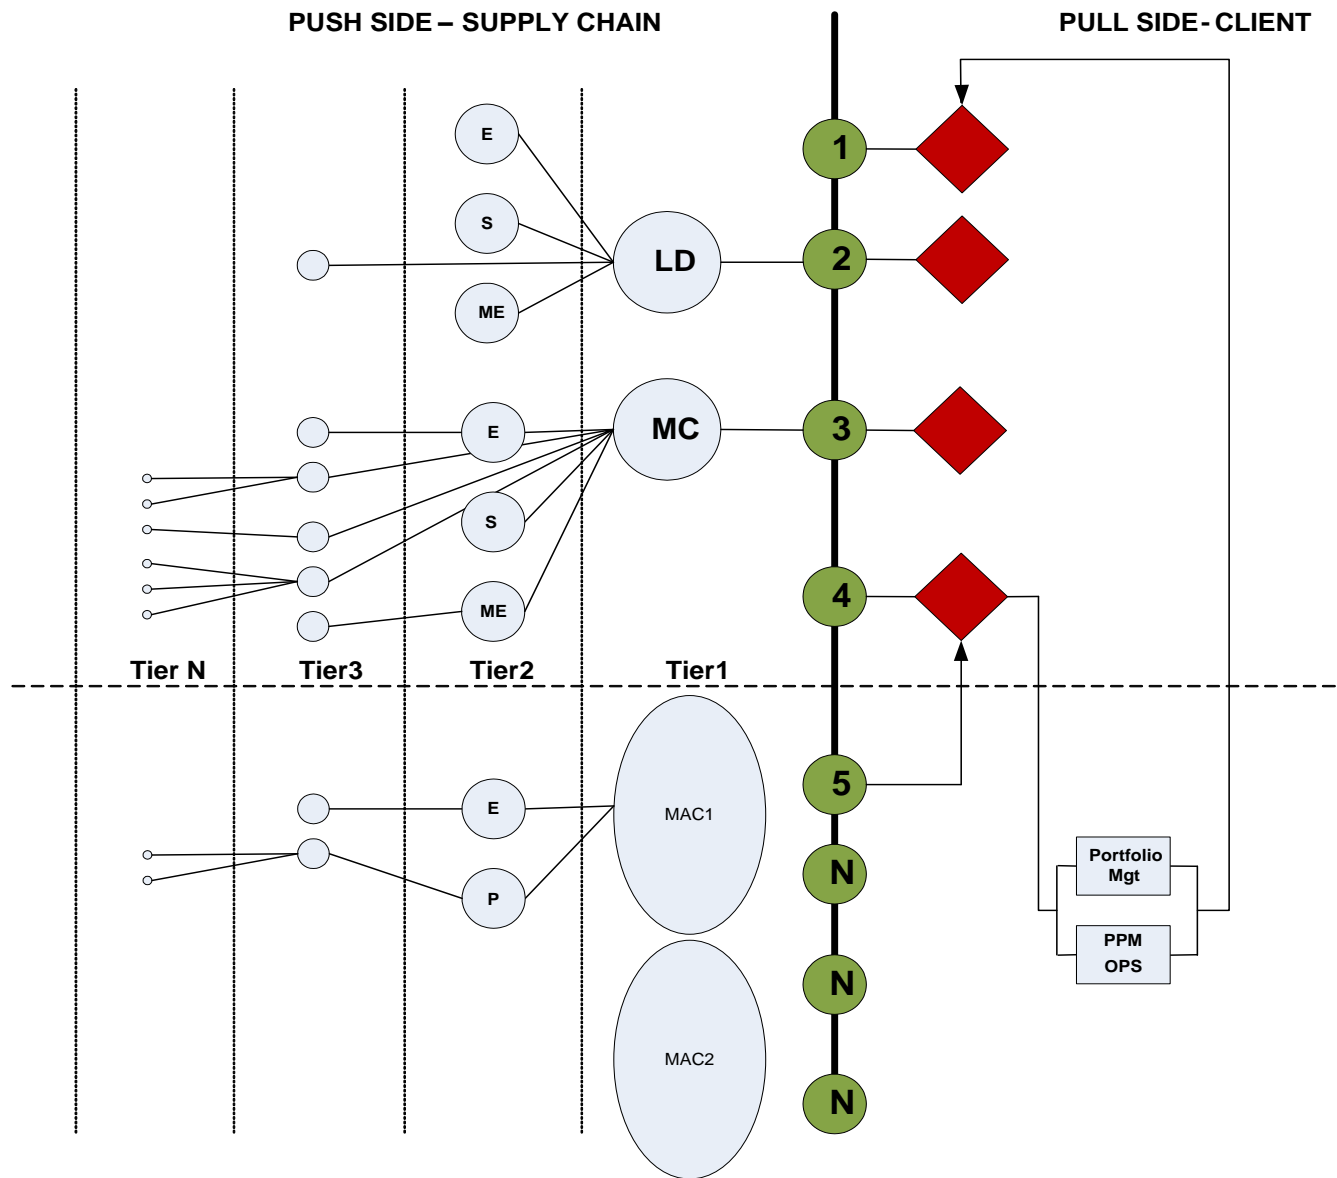 PUSH SIDE – SUPPLY CHAIN
PULL SIDE - CLIENT
E
1
S
LD
2
ME
E
MC
3
S
4
ME
Tier N
Tier3
Tier2
Tier1
5
E
MAC1
Portfolio
Mgt
N
P
PPM
OPS
N
MAC2
N